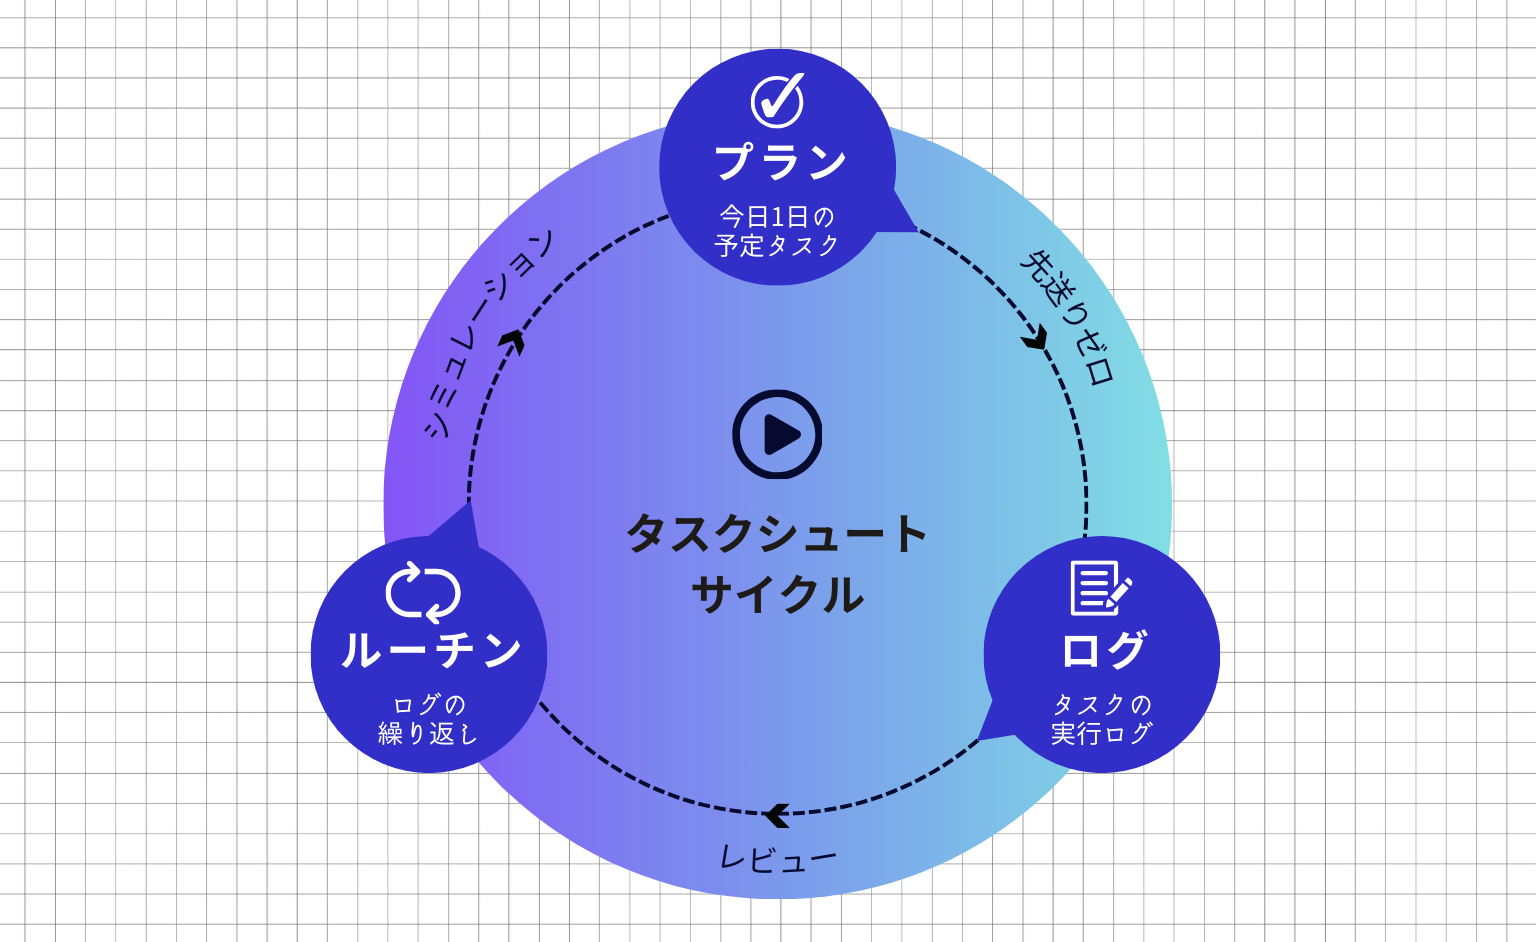 プラン
今日1日の
予定タスク
先送りゼロ
シミュレーション
タスクシュート
サイクル
ルーチン
ログの
繰り返し
ログ
タスクの
実行ログ
レビュー